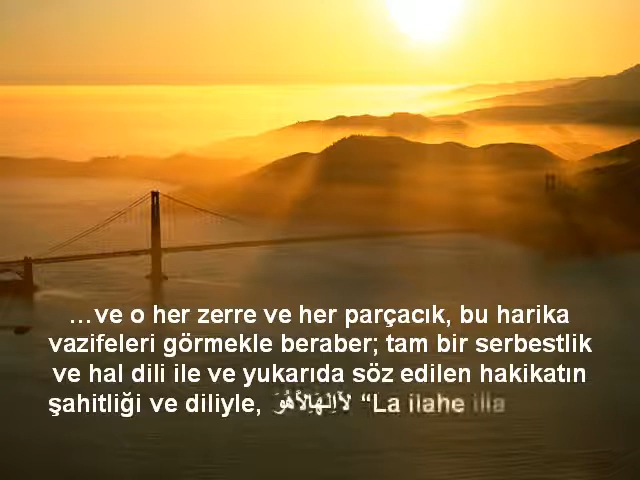 …ve o her zerre ve her parçacık, bu harika
vazifeleri görmekle beraber; tam bir serbestlik
ve hal dili ile ve yukarıda söz edilen hakikatın
şahitliği ve diliyle, “La ilahe illa